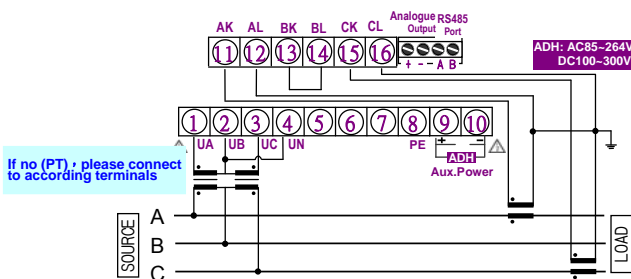 AK AL BK BL CK CL
Analogue Output
RS485 Port
11 12 13 14 15 16
+ - - A B
ADH: AC85~264V
DC100~300V
1 2 3 4 5 6 7 8 9 10
UA UB UC UN PE + -
ADH
Aux.Power
If no (PT), please connect
to according terminals
SOURCE
A
B
C
LOAD